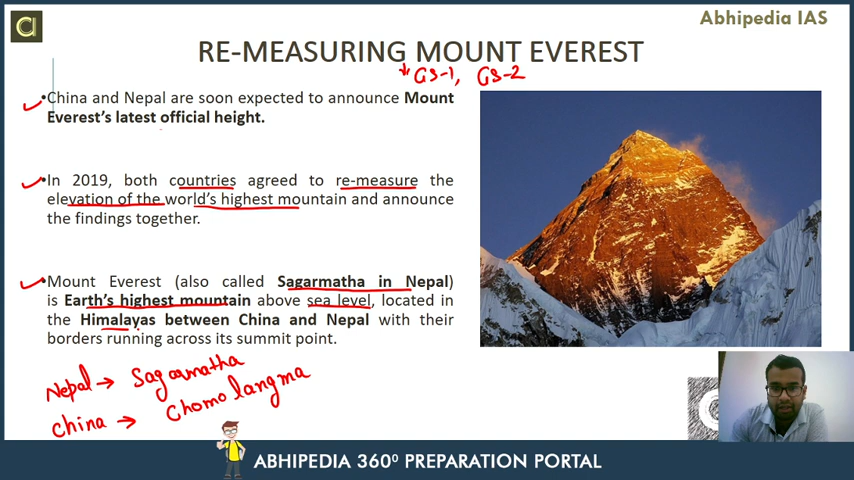 Abhipedia IAS
RE-MEASURING MOUNT EVEREST
GS-1, GS-2
•China and Nepal are soon expected to announce Mount
Everest's latest official height.
•In 2019, both countries agreed to re-measure the
elevation of the world's highest mountain and announce
the findings together.
•Mount Everest (also called Sagarmatha in Nepal)
is Earth's highest mountain above sea level, located in
the Himalayas between China and Nepal with their
borders running across its summit point.
Nepal → Sagarmatha
China → Chomolangma
ABHIPEDIA 360⁰ PREPARATION PORTAL